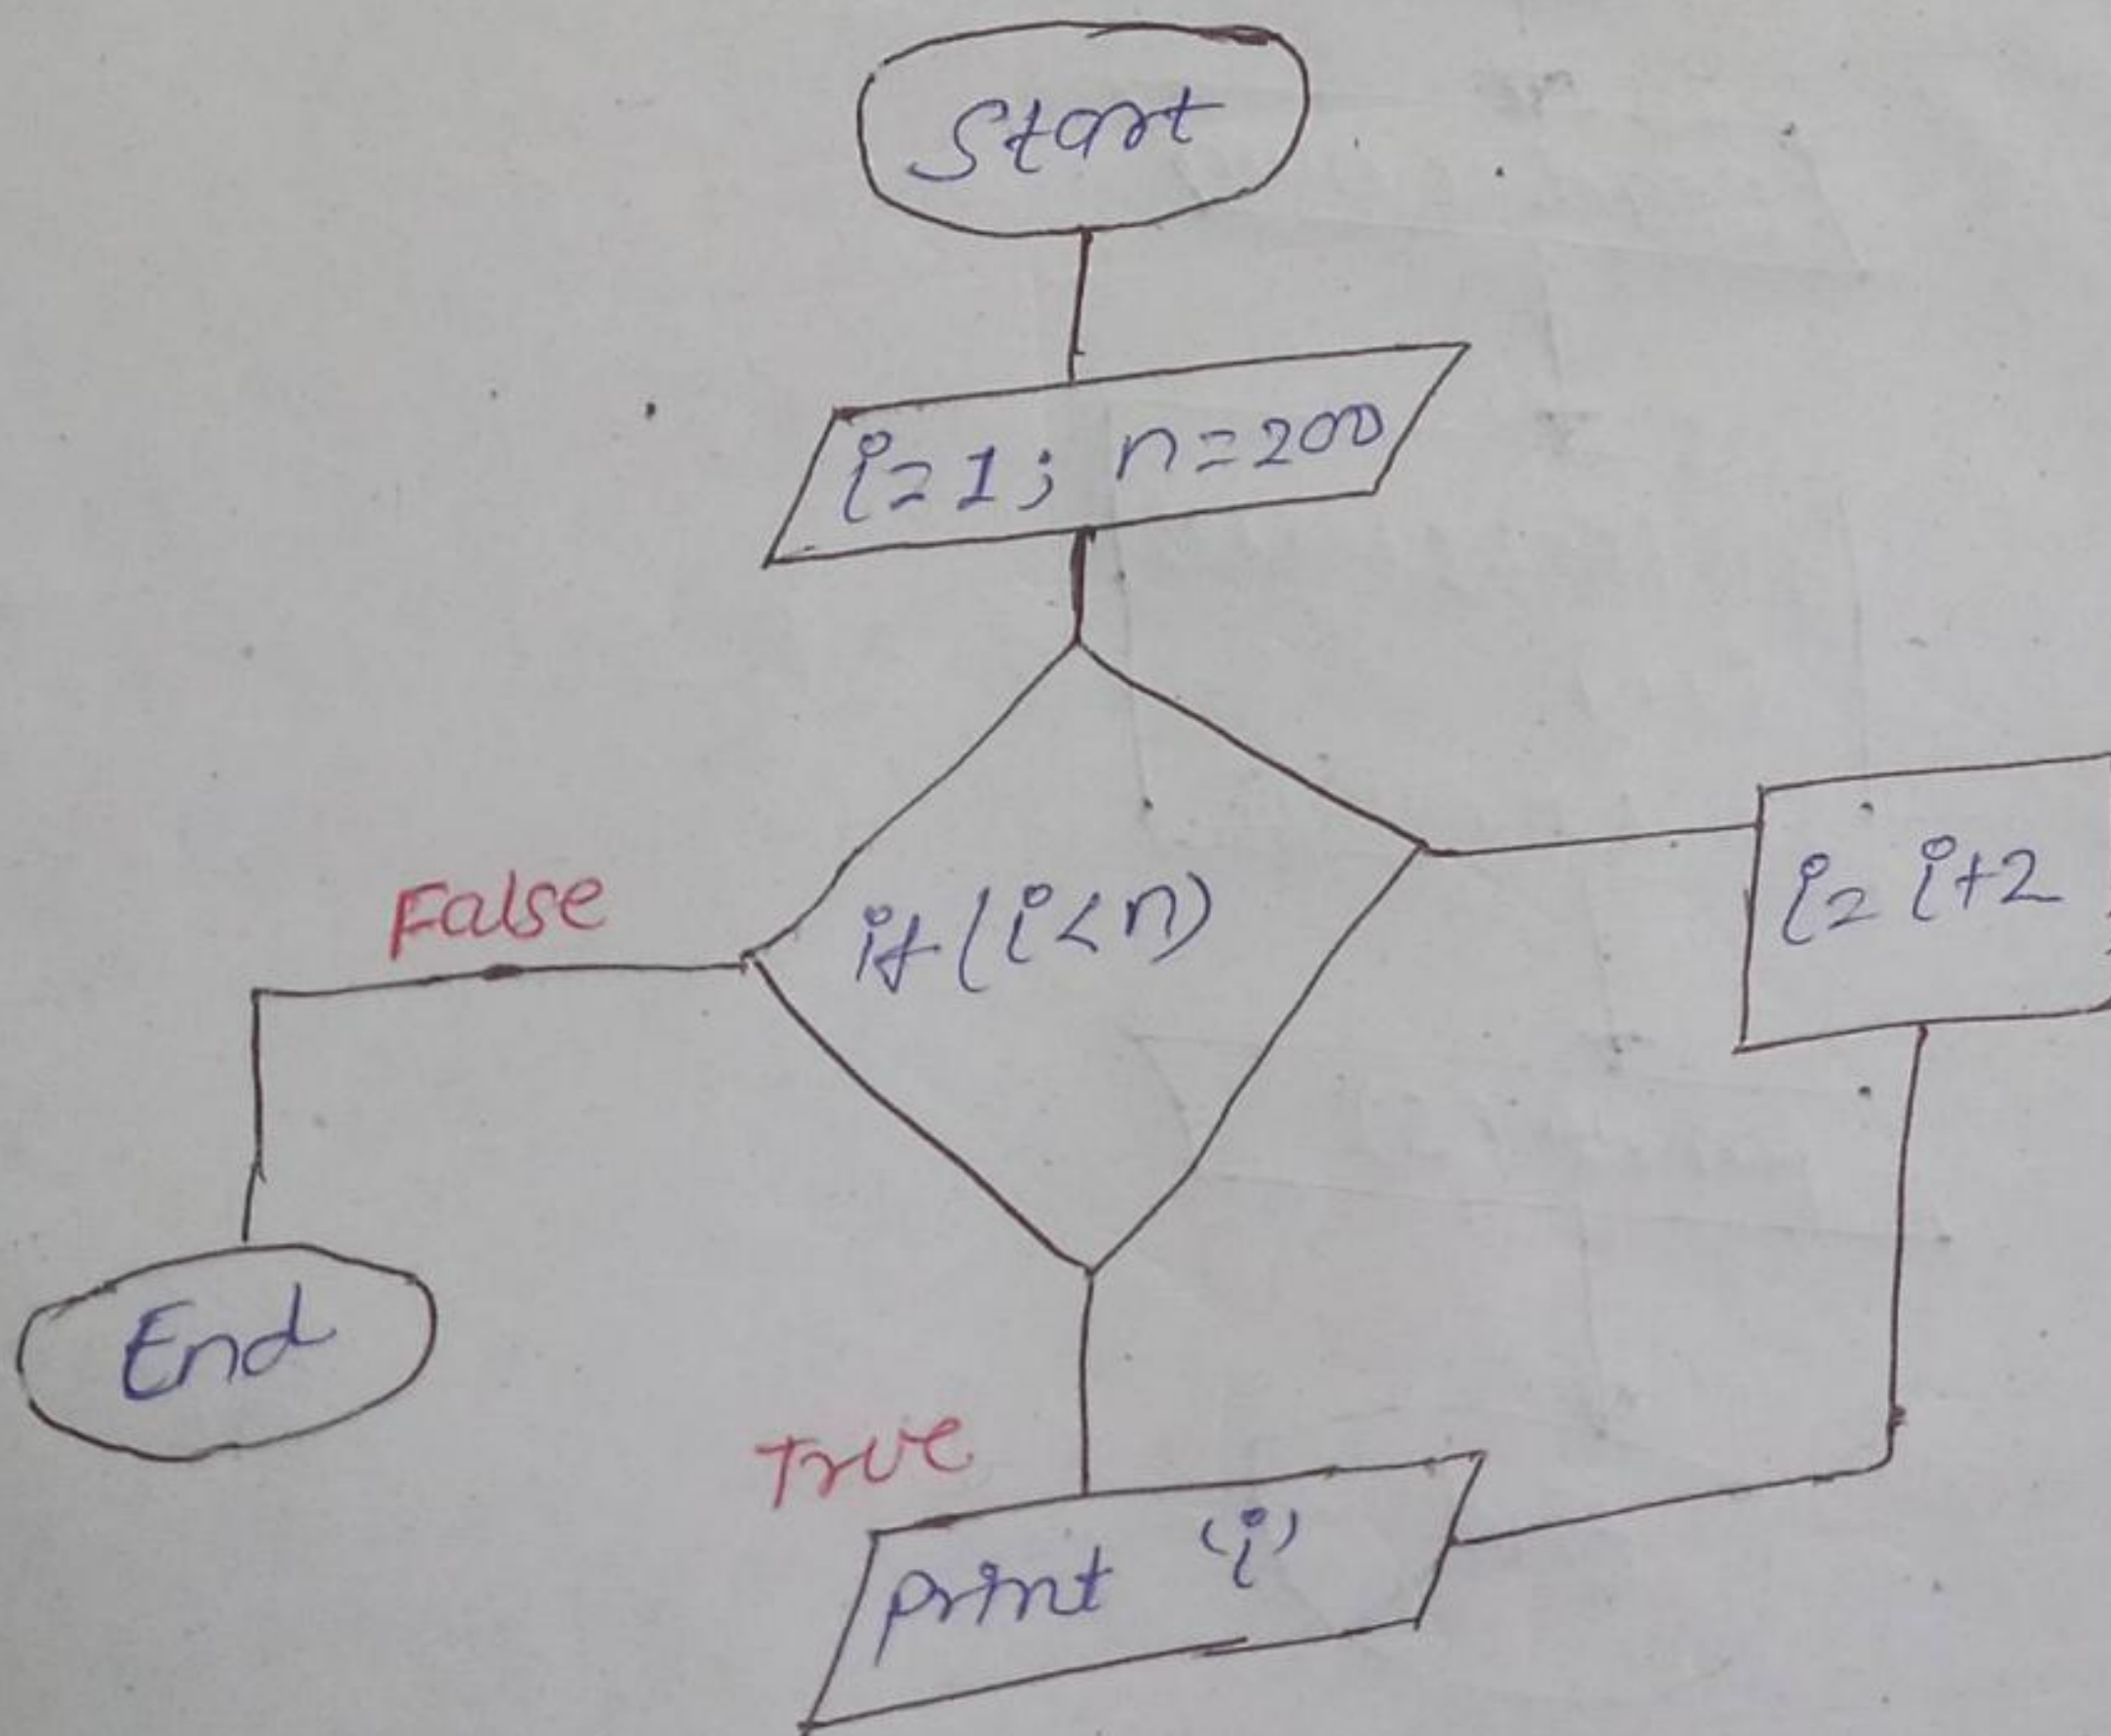 Start
i=1; n=200
if(i<n)
False
i= i+2
End
True
print 'i'